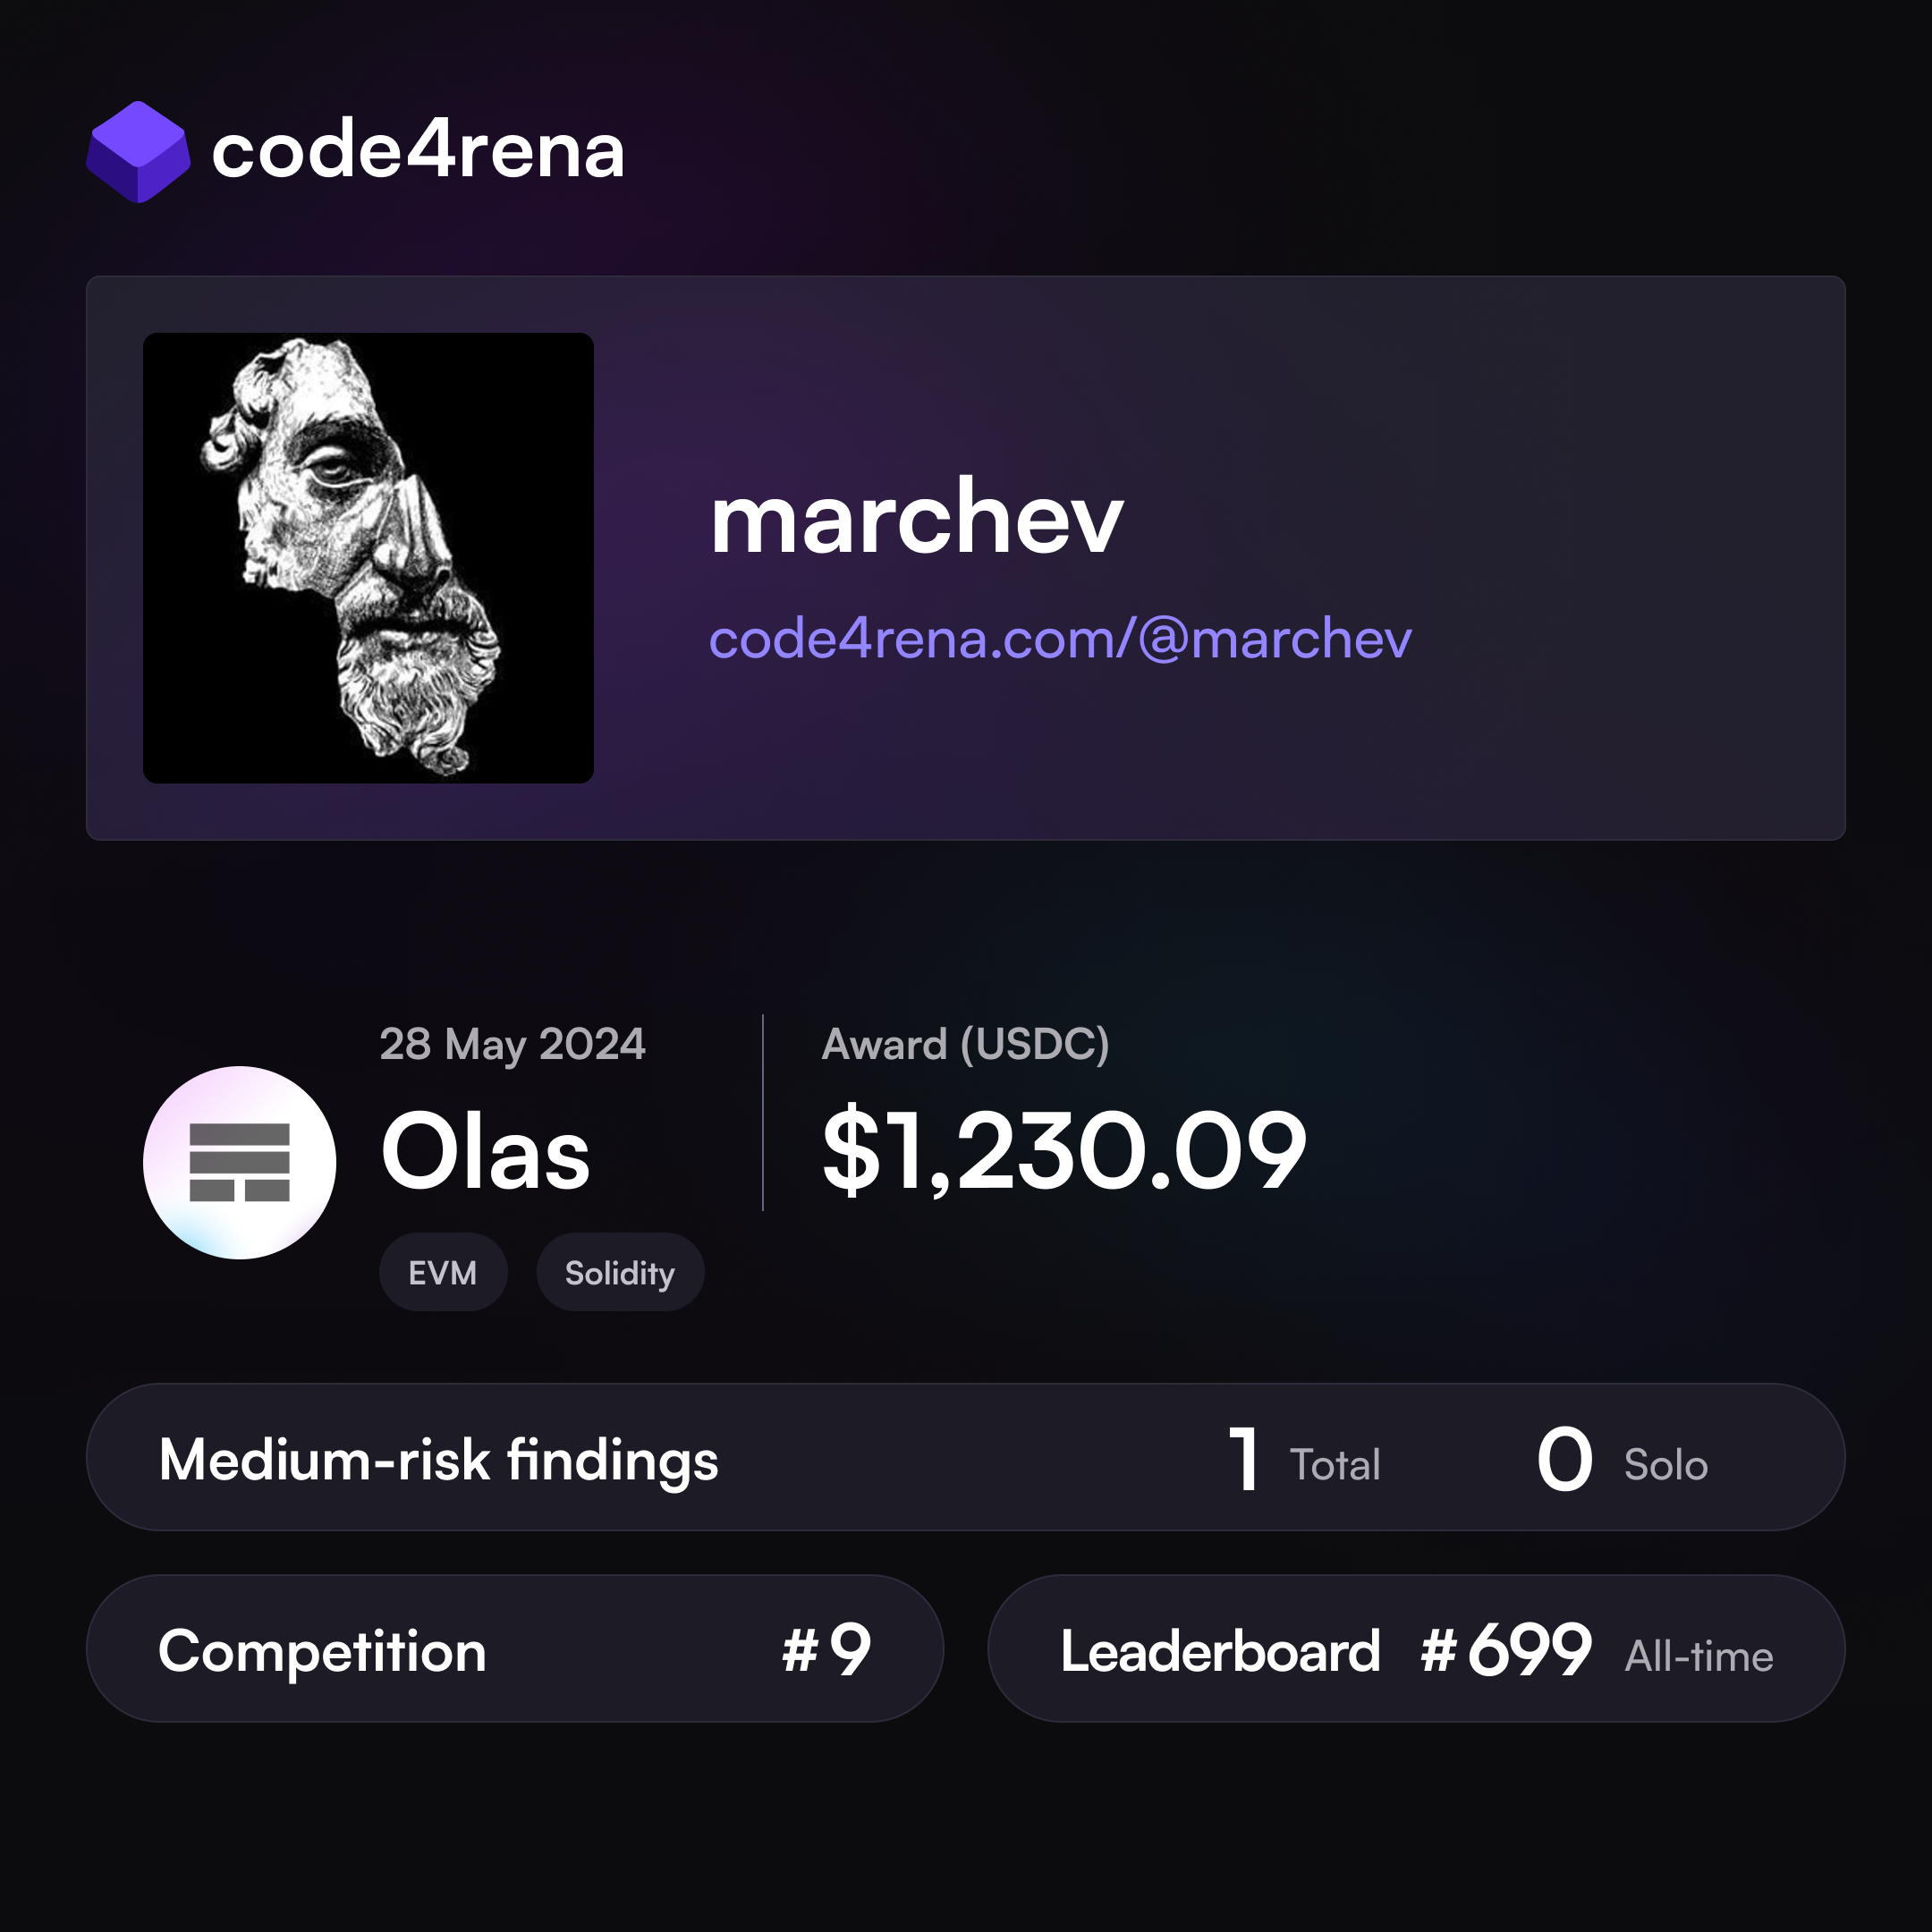 code4rena
marchev
code4rena.com/@marchev
28 May 2024
Olas
EVM Solidity
Award (USDC)
$1,230.09
Medium-risk findings 1 Total 0 Solo
Competition #9
Leaderboard #699 All-time